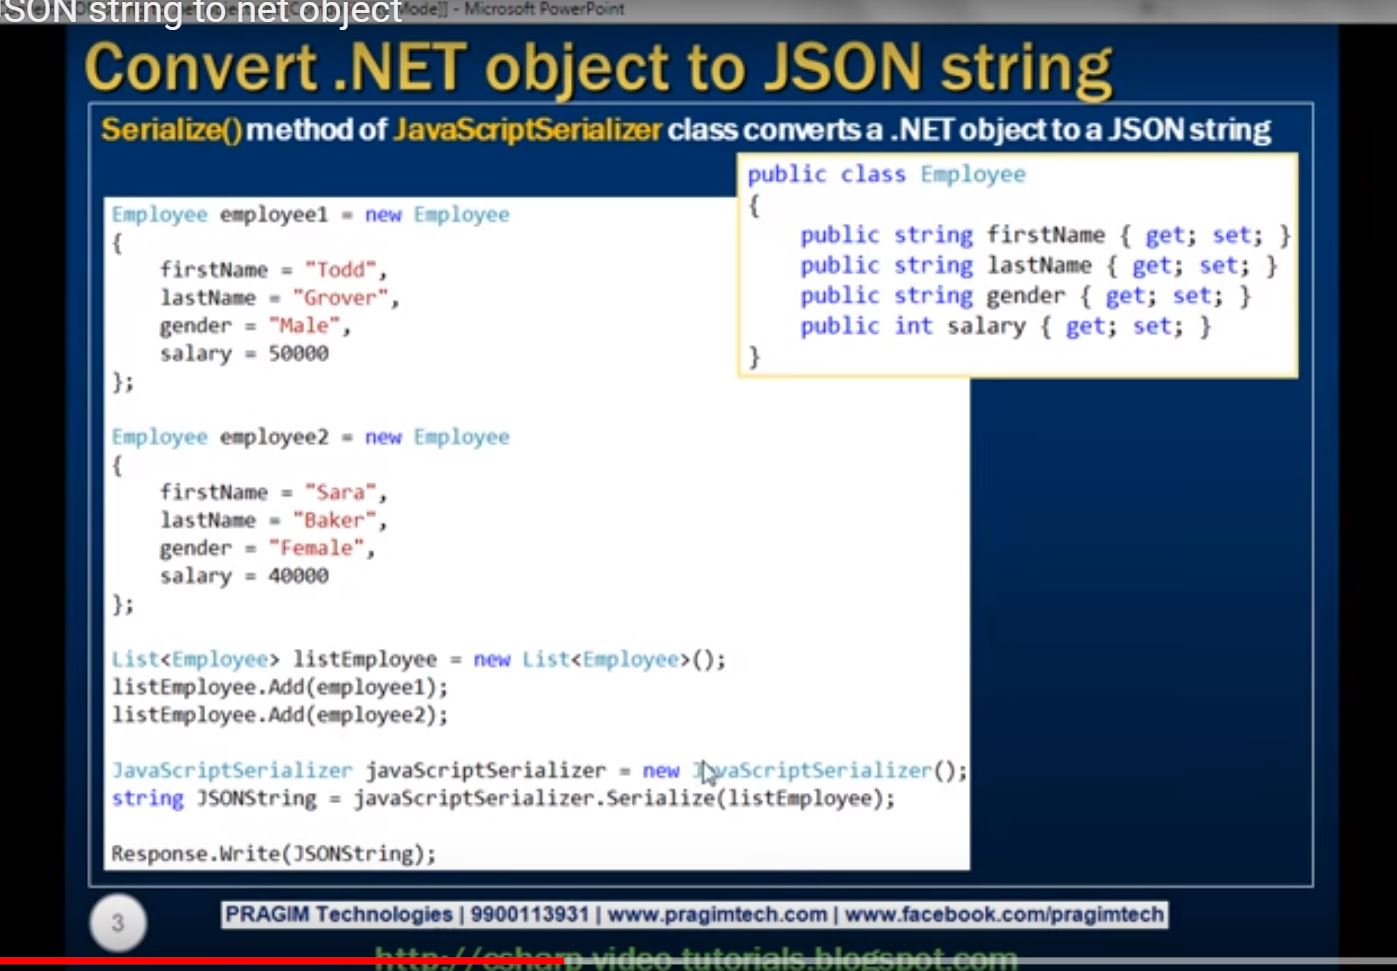 JSON string to net object
Mode]] - Microsoft PowerPoint
Convert .NET object to JSON string
Serialize() method of JavaScriptSerializer class converts a .NET object to a JSON string
public class Employee
{
public string firstName { get; set; }
public string lastName { get; set; }
public string gender { get; set; }
public int salary { get; set; }
}
Employee employee1 = new Employee
{
firstName = "Todd",
lastName = "Grover",
gender = "Male",
salary = 50000
};
Employee employee2 = new Employee
{
firstName = "Sara",
lastName = "Baker",
gender = "Female",
salary = 40000
};
List<Employee> listEmployee = new List<Employee>();
listEmployee.Add(employee1);
listEmployee.Add(employee2);
JavaScriptSerializer javaScriptSerializer = new JavaScriptSerializer();
string JSONString = javaScriptSerializer.Serialize(listEmployee);
Response.Write(JSONString);
3
PRAGIM Technologies | 9900113931 | www.pragimtech.com | www.facebook.com/pragimtech
http://csharp-video-tutorials.blogspot.com